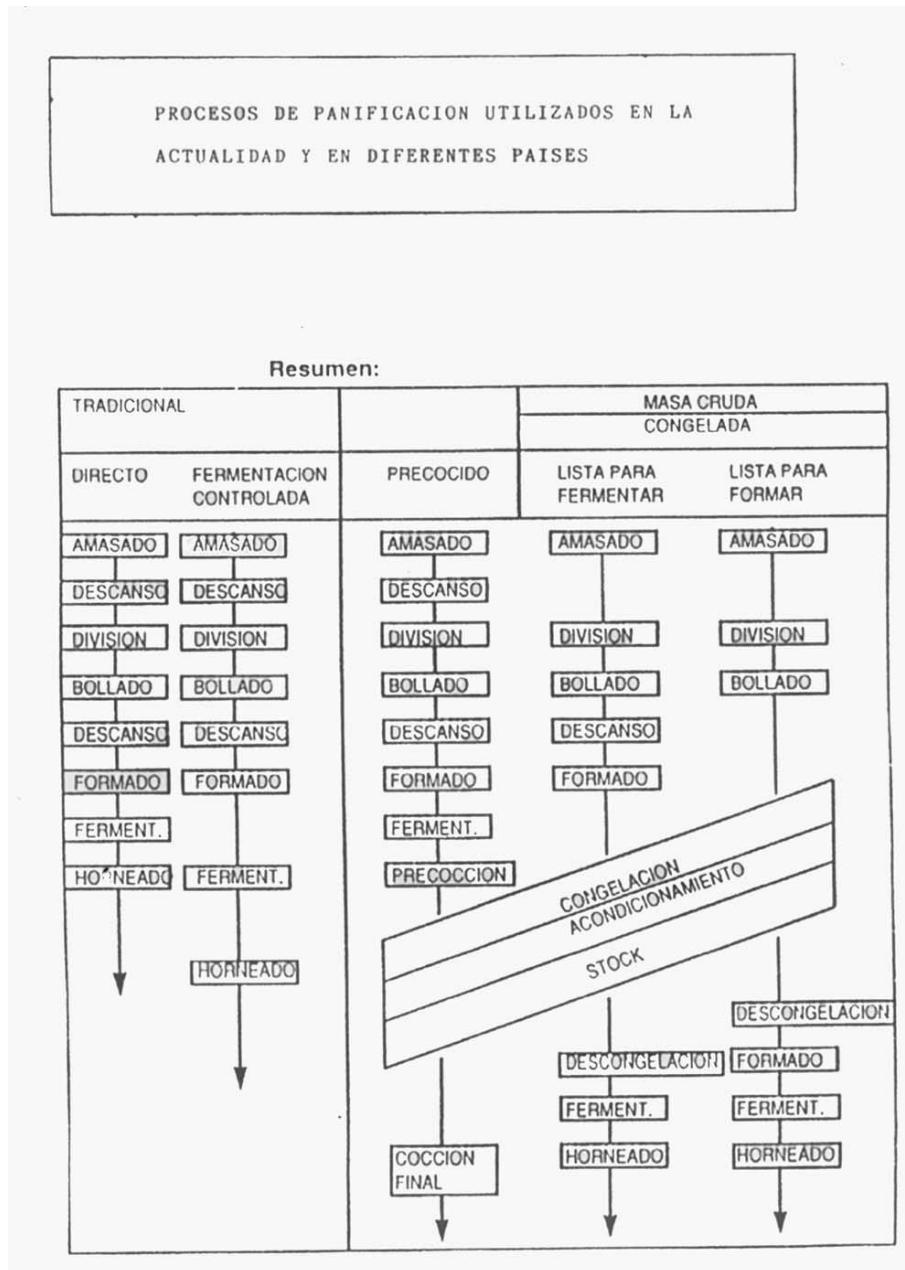 PROCESOS DE PANIFICACION UTILIZADOS EN LA
ACTUALIDAD Y EN DIFERENTES PAISES
Resumen:
TRADICIONAL
MASA CRUDA
CONGELADA
DIRECTO
FERMENTACION
CONTROLADA
PRECOCIDO
LISTA PARA
FERMENTAR
LISTA PARA
FORMAR
AMASADO
DESCANSO
DIVISION
BOLLADO
DESCANSO
FORMADO
FERMENT.
HORNEADO
AMASADO
DESCANSO
DIVISION
BOLLADO
DESCANSO
FORMADO
FERMENT.
HORNEADO
AMASADO
DESCANSO
DIVISION
BOLLADO
DESCANSO
FORMADO
FERMENT.
PRECOCCION
AMASADO
DIVISION
BOLLADO
DESCANSO
FORMADO
AMASADO
DIVISION
BOLLADO
CONGELACION
ACONDICIONAMIENTO
STOCK
COCCION
FINAL
DESCONGELACION
FERMENT.
HORNEADO
DESCONGELACION
FORMADO
FERMENT.
HORNEADO